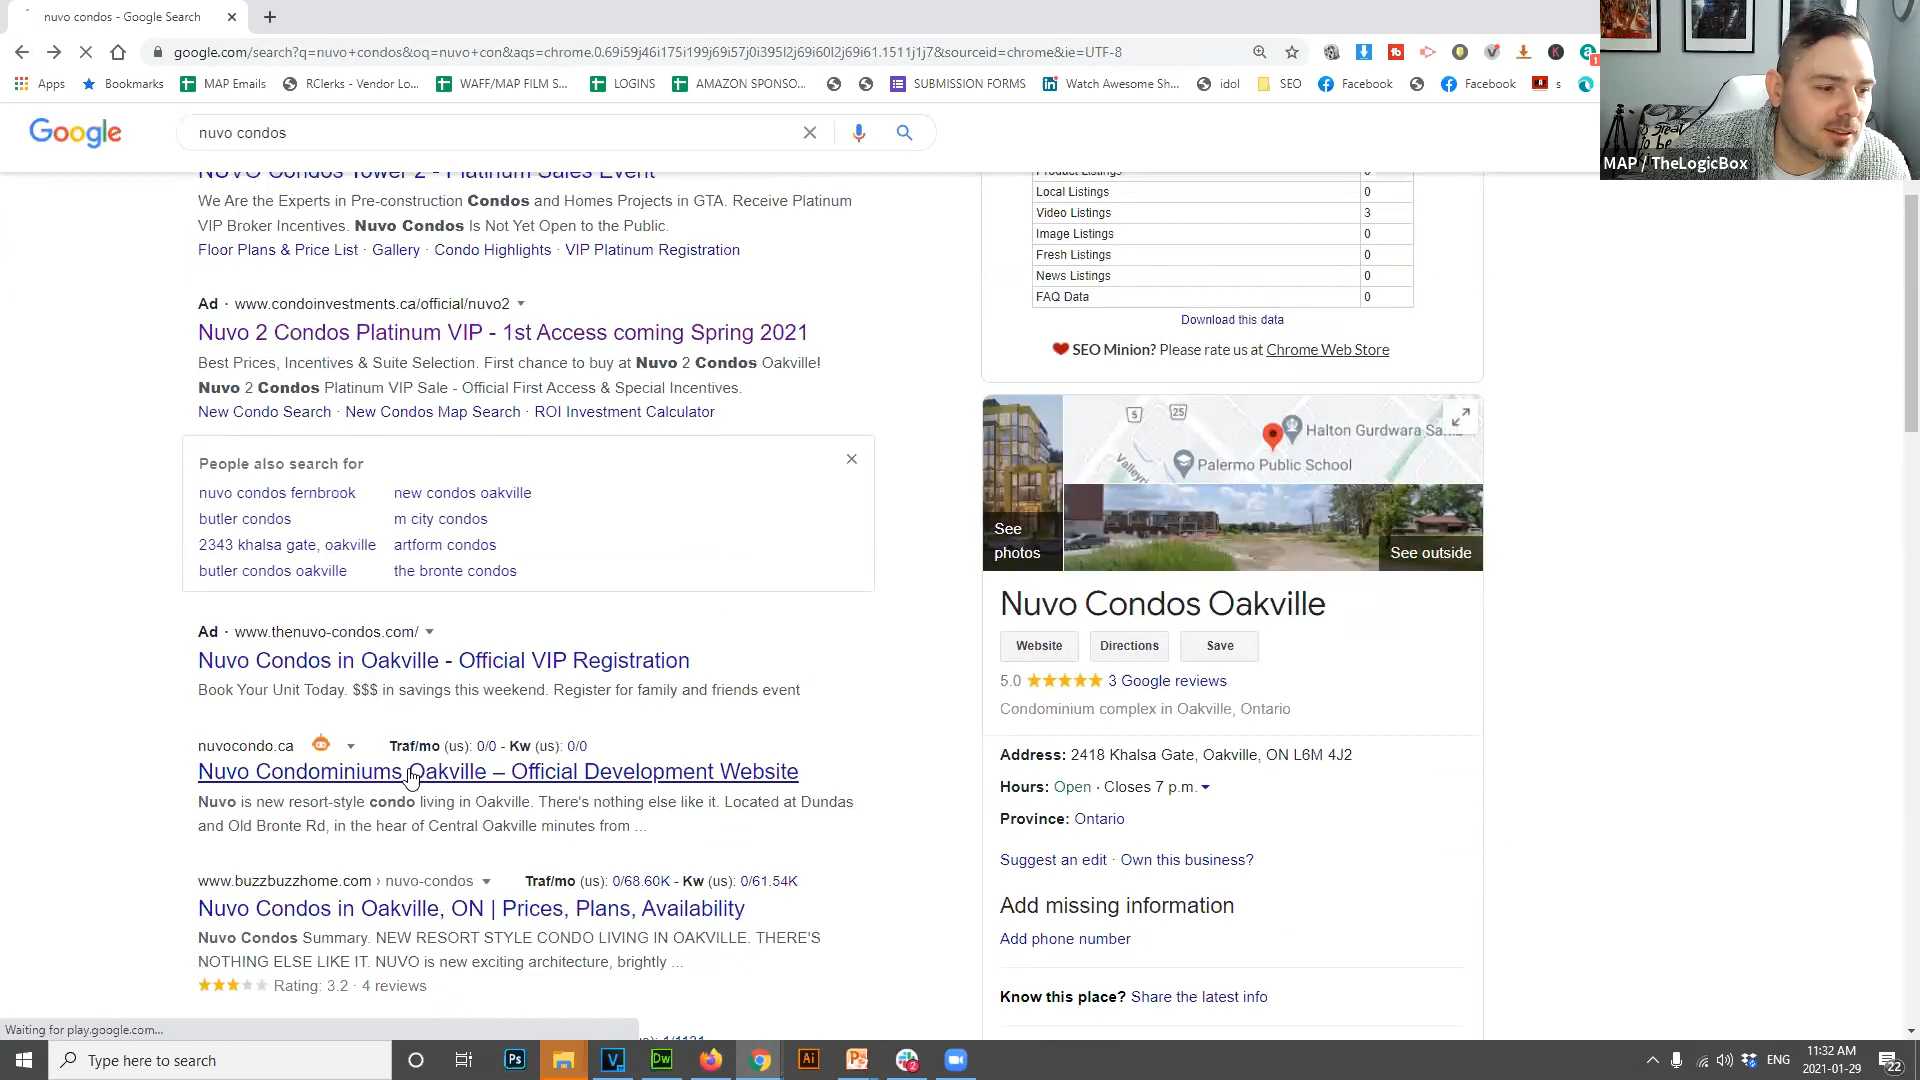 nuvo condos - Google Search
google.com/search?q=nuvo+condos&oq=nuvo+con&aqs=chrome.0.69i59j46i175i199j69i57j0i395l2j69i60l2j69i61.1511j1j7&sourceid=chrome&ie=UTF-8
Apps Bookmarks MAP Emails RClerks - Vendor Lo... WAFF/MAP FILM S... LOGINS AMAZON SPONSO... SUBMISSION FORMS Watch Awesome Sh... idol SEO Facebook Facebook s
MAP / TheLogicBox
Google nuvo condos
NUVO Condos Tower 2 - Platinum Sales Event
We Are the Experts in Pre-construction Condos and Homes Projects in GTA. Receive Platinum
VIP Broker Incentives. Nuvo Condos Is Not Yet Open to the Public.
Floor Plans & Price List · Gallery · Condo Highlights · VIP Platinum Registration
Ad · www.condoinvestments.ca/official/nuvo2
Nuvo 2 Condos Platinum VIP - 1st Access coming Spring 2021
Best Prices, Incentives & Suite Selection. First chance to buy at Nuvo 2 Condos Oakville!
Nuvo 2 Condos Platinum VIP Sale - Official First Access & Special Incentives.
New Condo Search · New Condos Map Search · ROI Investment Calculator
People also search for
nuvo condos fernbrook new condos oakville
butler condos m city condos
2343 khalsa gate, oakville artform condos
butler condos oakville the bronte condos
Ad · www.thenuvo-condos.com/
Nuvo Condos in Oakville - Official VIP Registration
Book Your Unit Today. $$$ in savings this weekend. Register for family and friends event
nuvocondo.ca Traf/mo (us): 0/0 - Kw (us): 0/0
Nuvo Condominiums Oakville – Official Development Website
Nuvo is new resort-style condo living in Oakville. There's nothing else like it. Located at Dundas
and Old Bronte Rd, in the hear of Central Oakville minutes from ...
www.buzzbuzzhome.com › nuvo-condos Traf/mo (us): 0/68.60K - Kw (us): 0/61.54K
Nuvo Condos in Oakville, ON | Prices, Plans, Availability
Nuvo Condos Summary. NEW RESORT STYLE CONDO LIVING IN OAKVILLE. THERE'S
NOTHING ELSE LIKE IT. NUVO is new exciting architecture, brightly ...
Rating: 3.2 · 4 reviews
Product Listings 0
Local Listings 0
Video Listings 3
Image Listings 0
Fresh Listings 0
News Listings 0
FAQ Data 0
Download this data
SEO Minion? Please rate us at Chrome Web Store
5 25
Halton Gurdwara Sa...
Valley
Palermo Public School
See photos
See outside
Nuvo Condos Oakville
Website Directions Save
5.0 3 Google reviews
Condominium complex in Oakville, Ontario
Address: 2418 Khalsa Gate, Oakville, ON L6M 4J2
Hours: Open · Closes 7 p.m.
Province: Ontario
Suggest an edit · Own this business?
Add missing information
Add phone number
Know this place? Share the latest info
Waiting for play.google.com...
Type here to search
Ps V Dw Ai
ENG
11:32 AM
2021-01-29
22